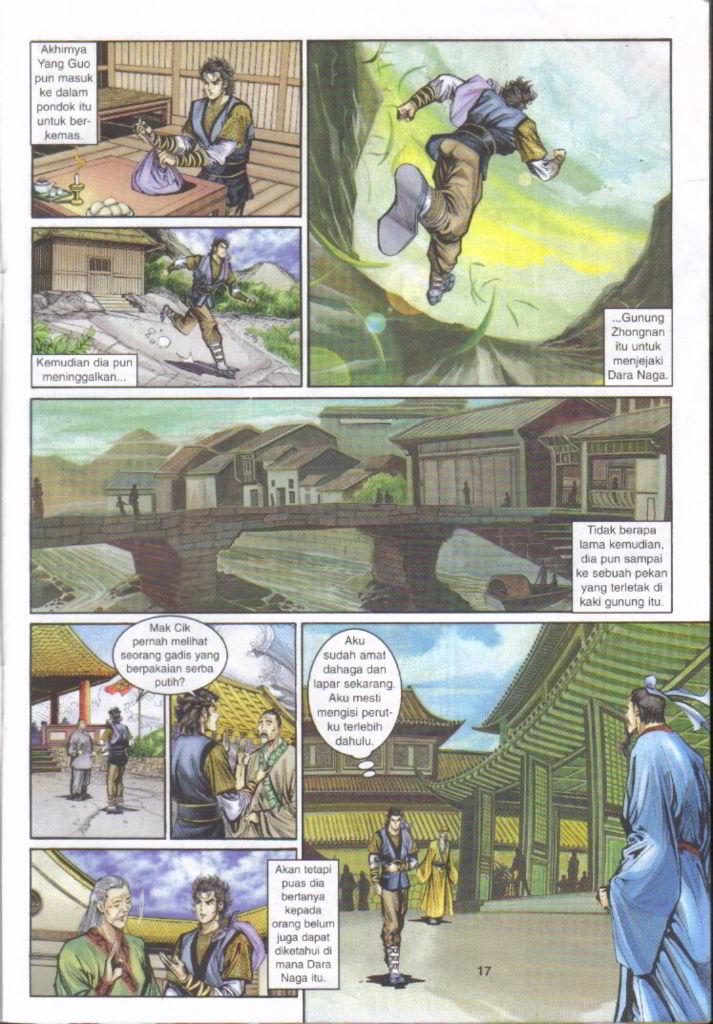 Akhirnya
Yang Guo
pun masuk
ke dalam
pondok itu
untuk ber-
kemas.
Kemudian dia pun
meninggalkan...
...Gunung
Zhongnan
itu untuk
menjejaki
Dara Naga.
Tidak berapa
lama kemudian,
dia pun sampai
ke sebuah pekan
yang terletak di
kaki gunung itu.
Mak Cik
pernah melihat
seorang gadis yang
berpakaian serba
putih?
Akan tetapi
puas dia
bertanya
kepada
orang belum
juga dapat
diketahui di
mana Dara
Naga itu.
Aku
sudah amat
dahaga dan
lapar sekarang.
Aku mesti
mengisi perut-
ku terlebih
dahulu.
17